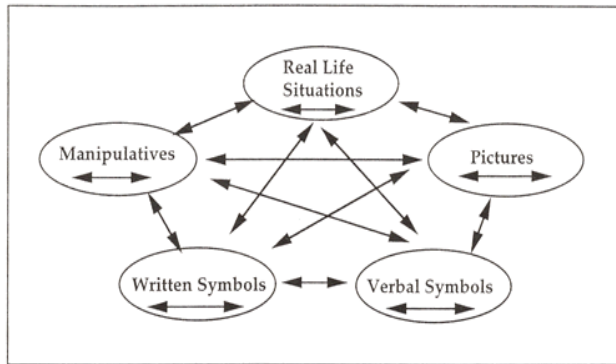 Real Life
Situations
Manipulatives
Pictures
Written Symbols
Verbal Symbols